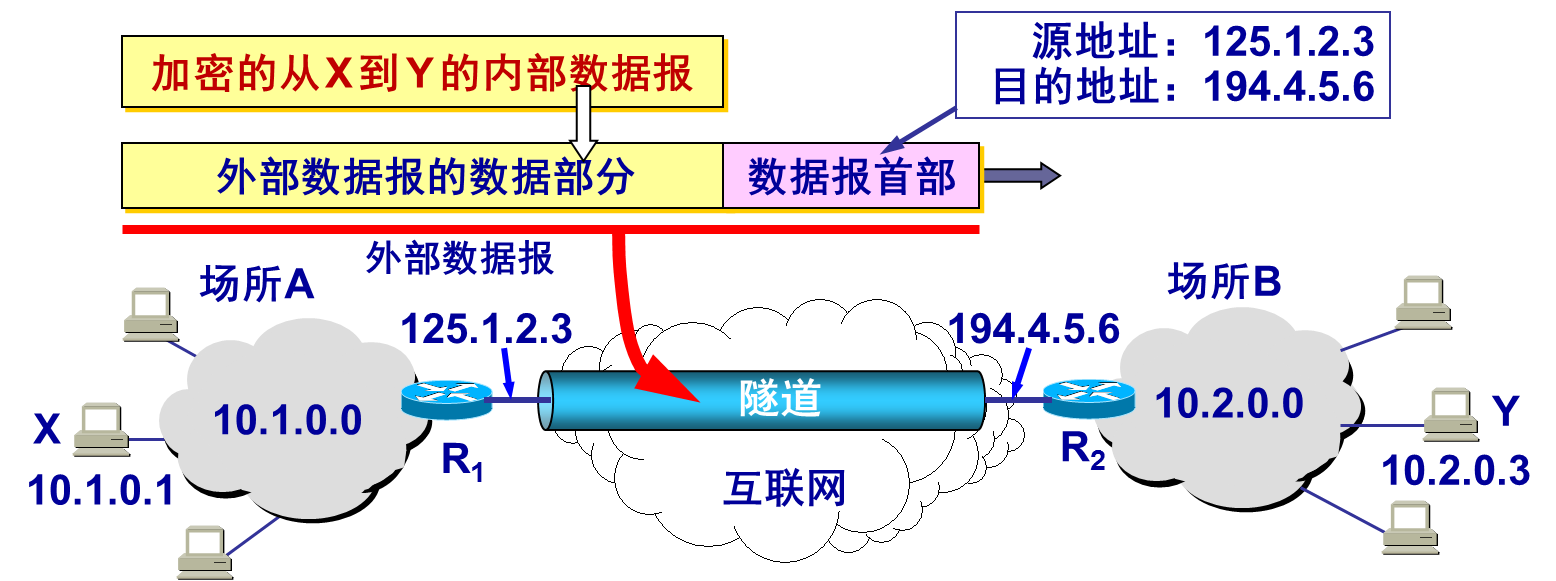 源地址：125.1.2.3
目的地址：194.4.5.6
加密的从X到Y的内部数据报
外部数据报的数据部分
数据报首部
外部数据报
场所A
场所B
125.1.2.3
194.4.5.6
隧道
10.1.0.0
10.2.0.0
X
Y
R1
R2
10.1.0.1
10.2.0.3
互联网